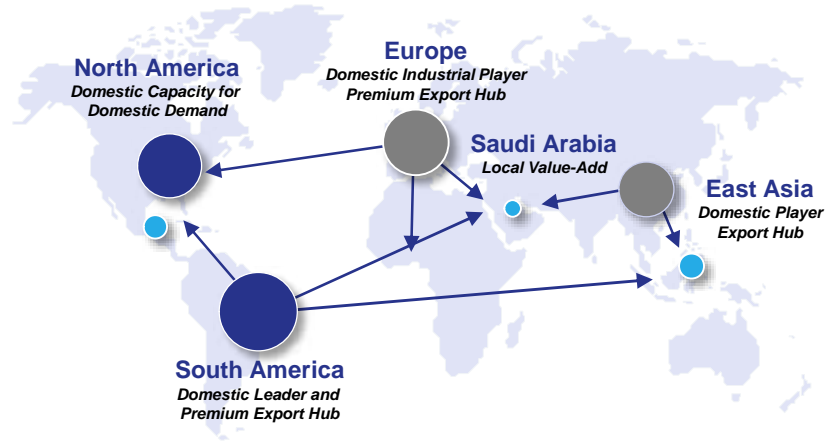 North America
Domestic Capacity for
Domestic Demand
Europe
Domestic Industrial Player
Premium Export Hub
Saudi Arabia
Local Value-Add
East Asia
Domestic Player
Export Hub
South America
Domestic Leader and
Premium Export Hub